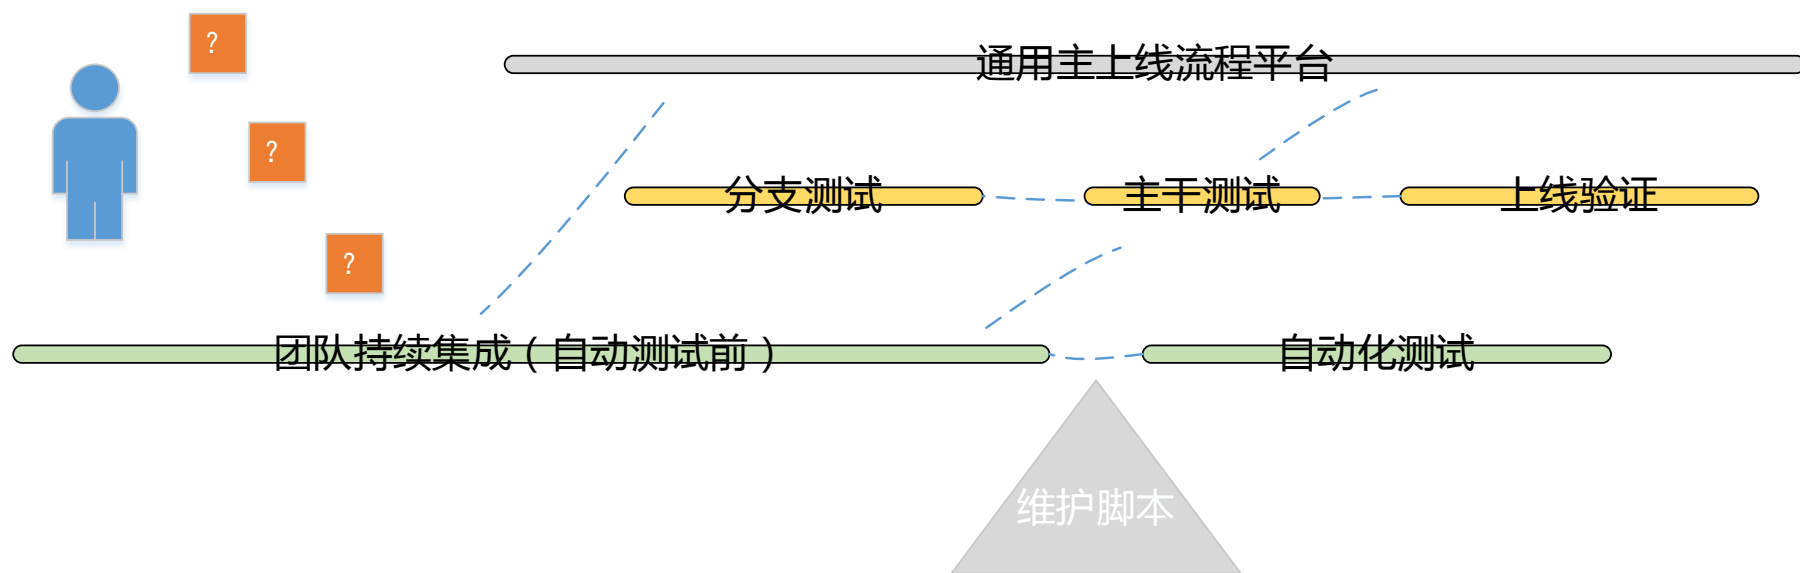 ?
通用主上线流程平台
?
分支测试
主干测试
上线验证
?
团队持续集成（自动测试前）
自动化测试
维护脚本